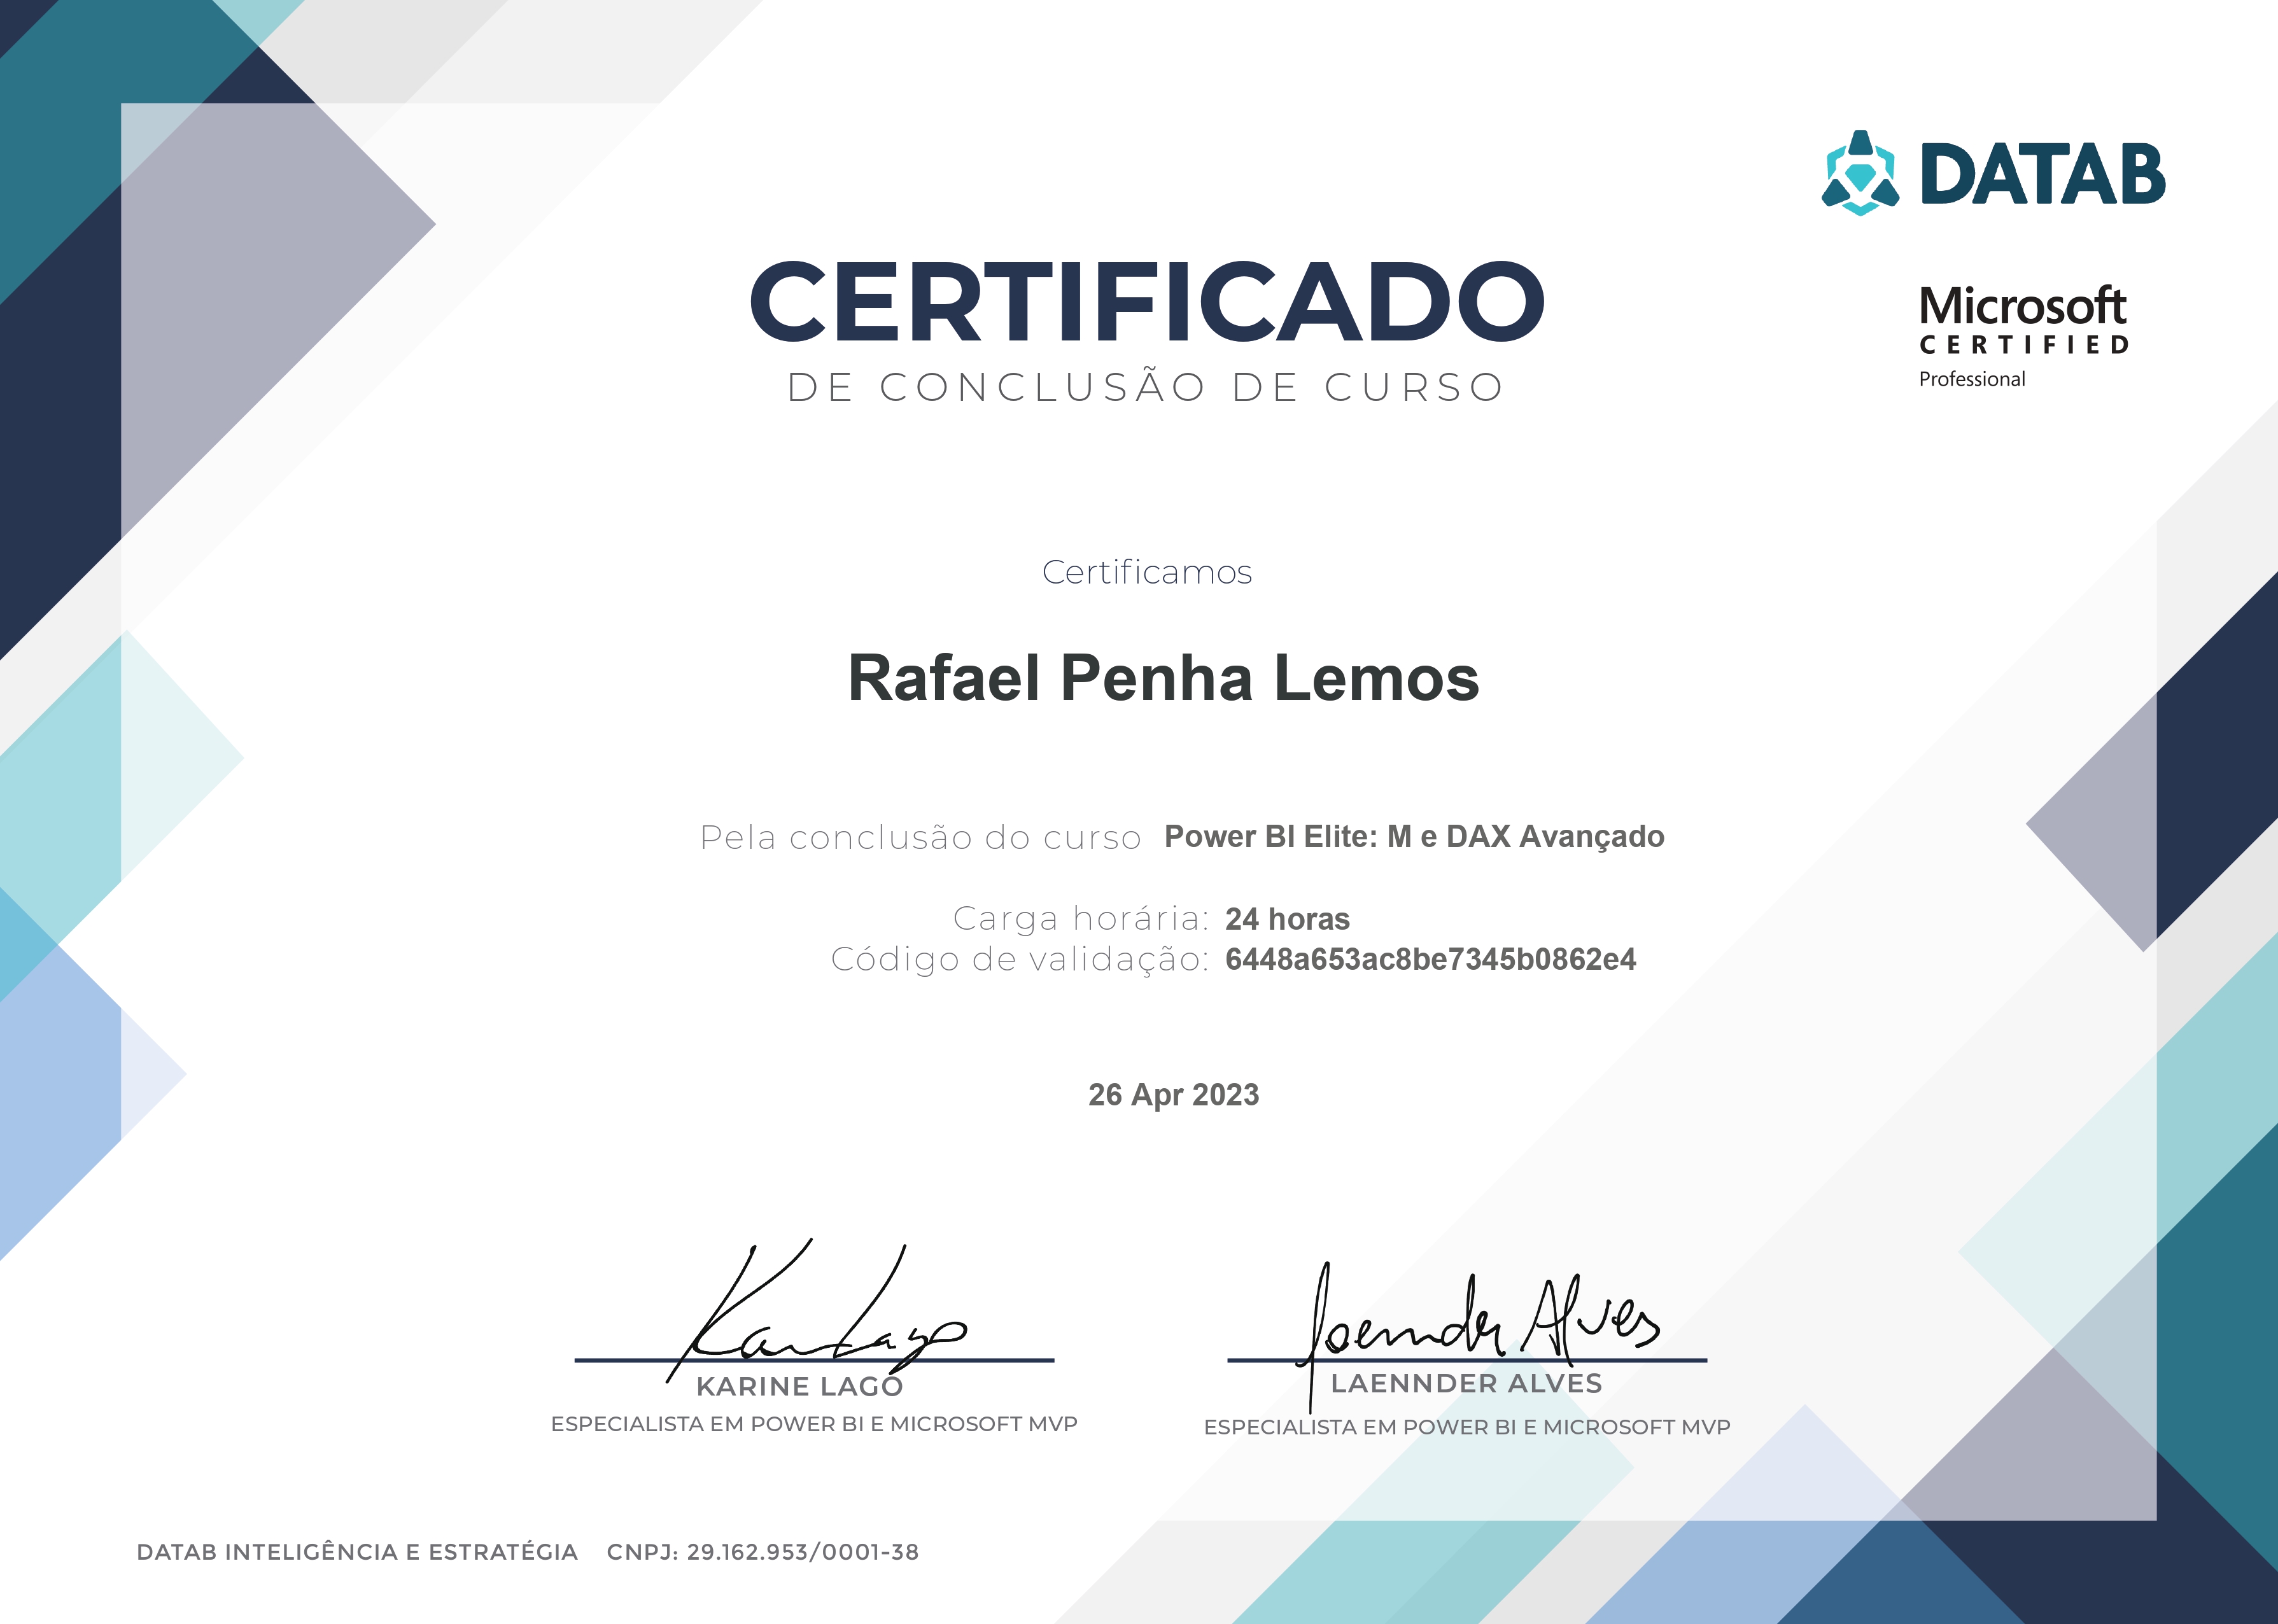 DATAB
Microsoft
CERTIFIED
Professional
CERTIFICADO
DE CONCLUSÃO DE CURSO
Certificamos
Rafael Penha Lemos
Pela conclusão do curso Power BI Elite: M e DAX Avançado
Carga horária: 24 horas
Código de validação: 6448a653ac8be7345b0862e4
26 Apr 2023
Karine Lago
Laennder Alves
KARINE LAGO
LAENNDER ALVES
ESPECIALISTA EM POWER BI E MICROSOFT MVP
ESPECIALISTA EM POWER BI E MICROSOFT MVP
DATAB INTELIGÊNCIA E ESTRATÉGIA CNPJ: 29.162.953/0001-38